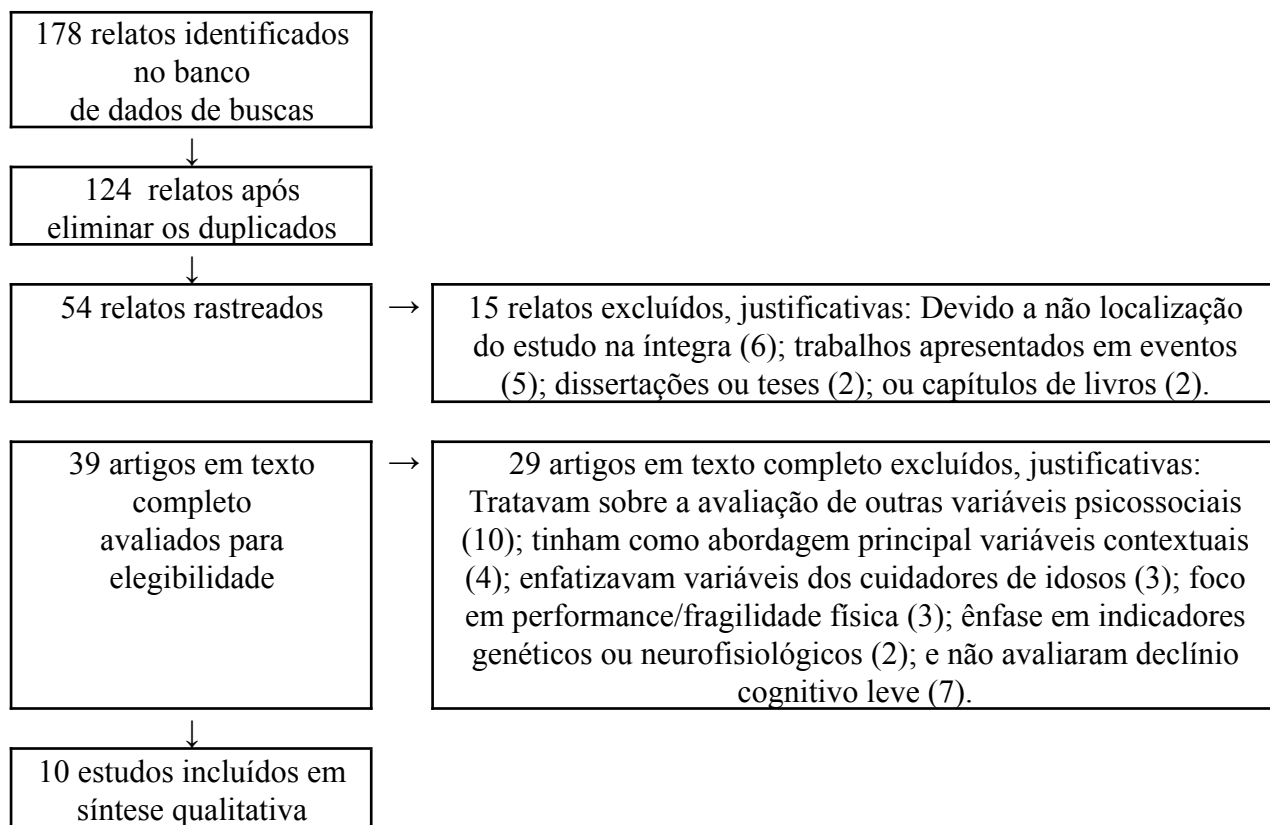 178 relatos identificados
no banco
de dados de buscas
↓
124 relatos após
eliminar os duplicados
↓
54 relatos rastreados
→
15 relatos excluídos, justificativas: Devido a não localização
do estudo na íntegra (6); trabalhos apresentados em eventos
(5); dissertações ou teses (2); ou capítulos de livros (2).
39 artigos em texto
completo
avaliados para
elegibilidade
→
29 artigos em texto completo excluídos, justificativas:
Tratavam sobre a avaliação de outras variáveis psicossociais
(10); tinham como abordagem principal variáveis contextuais
(4); enfatizavam variáveis dos cuidadores de idosos (3); foco
em performance/fragilidade física (3); ênfase em indicadores
genéticos ou neurofisiológicos (2); e não avaliaram declínio
cognitivo leve (7).
↓
10 estudos incluídos em
síntese qualitativa